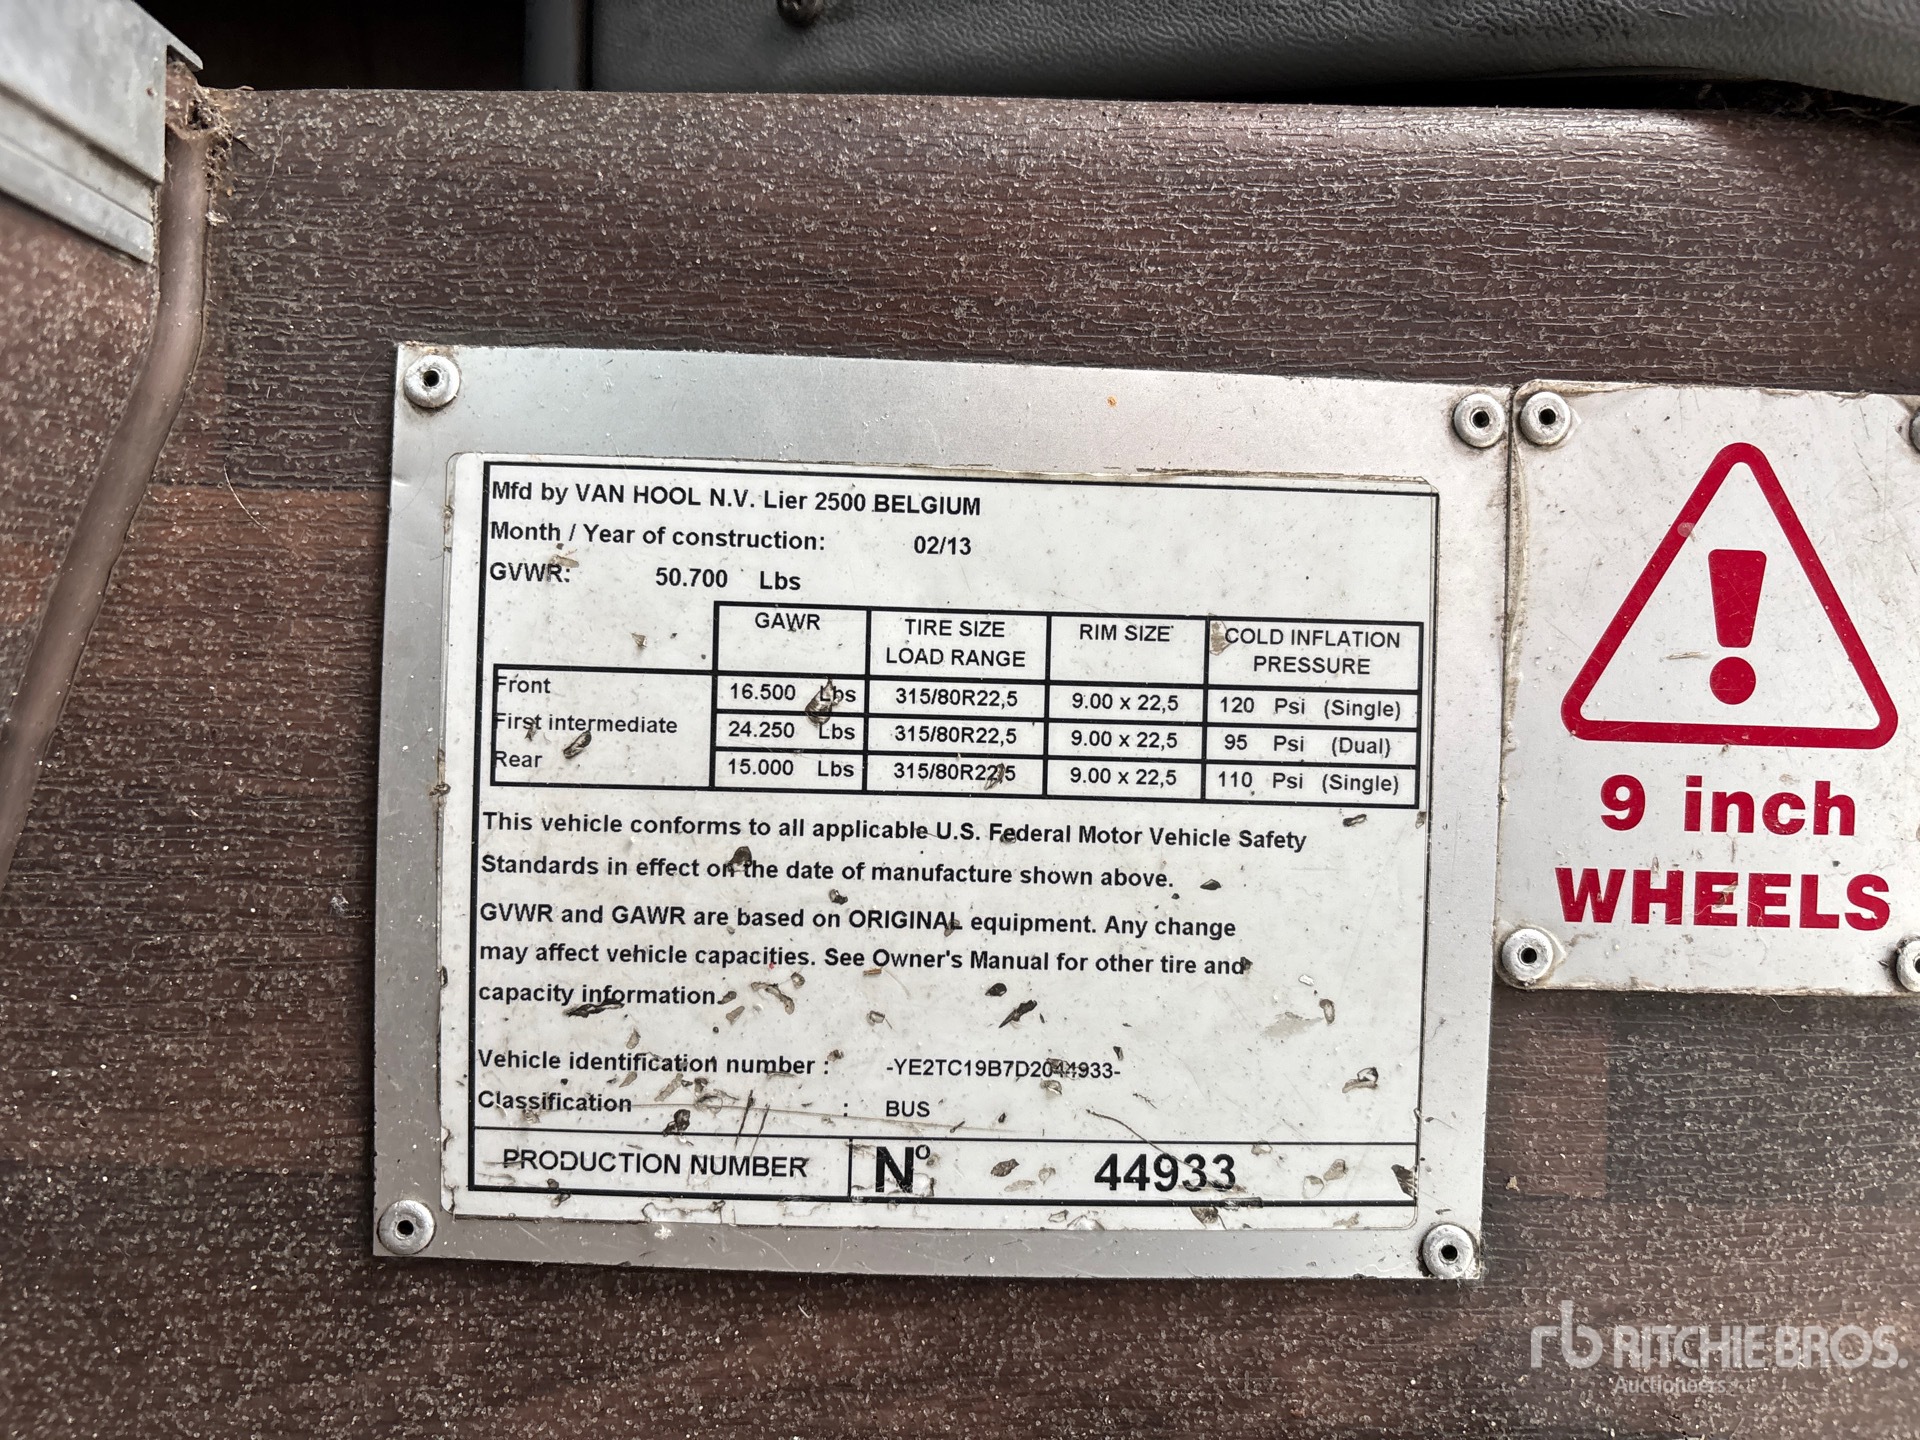 Mfd by VAN HOOL N.V. Lier 2500 BELGIUM
Month / Year of construction: 02/13
GVWR: 50.700 Lbs
GAWR TIRE SIZE LOAD RANGE RIM SIZE COLD INFLATION PRESSURE
Front 16.500 Lbs 315/80R22,5 9.00 x 22,5 120 Psi (Single)
First intermediate 24.250 Lbs 315/80R22,5 9.00 x 22,5 95 Psi (Dual)
Rear 15.000 Lbs 315/80R22,5 9.00 x 22,5 110 Psi (Single)
This vehicle conforms to all applicable U.S. Federal Motor Vehicle Safety
Standards in effect on the date of manufacture shown above.
GVWR and GAWR are based on ORIGINAL equipment. Any change
may affect vehicle capacities. See Owner's Manual for other tire and
capacity information.
Vehicle identification number : -YE2TC19B7D2044933-
Classification : BUS
PRODUCTION NUMBER Nº 44933
9 inch
WHEELS
rb RITCHIE BROS.
Auctioneers